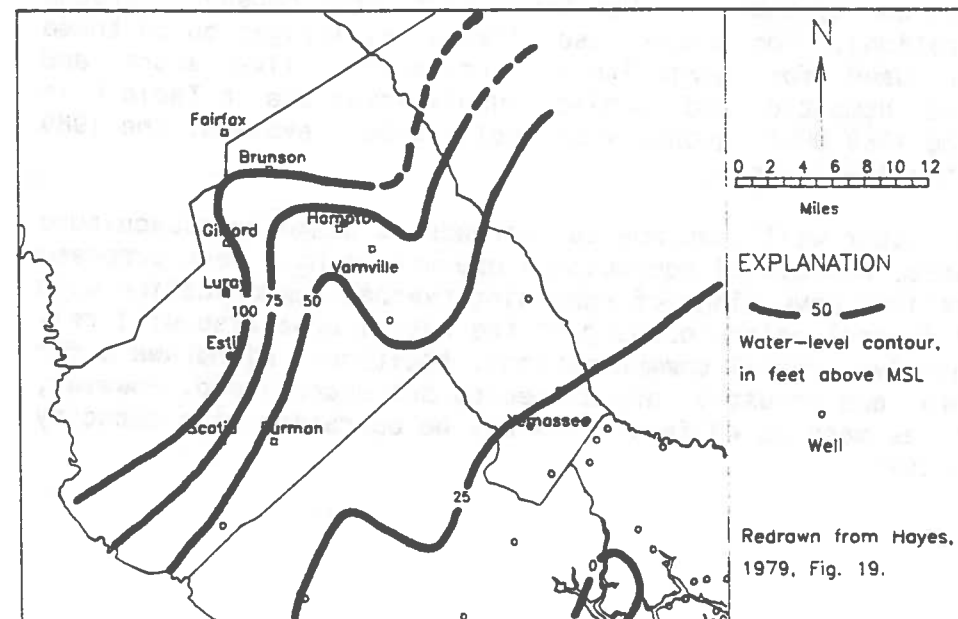 N
Fairfax
Brunson
0 2 4 6 8 10 12
Miles
Hampton
Gifford
Varnville
EXPLANATION
Luray
100
75
50
50
Water-level contour,
in feet above MSL
Estill
Well
Scotia
Furman
Yemassee
25
Redrawn from Hayes,
1979, Fig. 19.
0